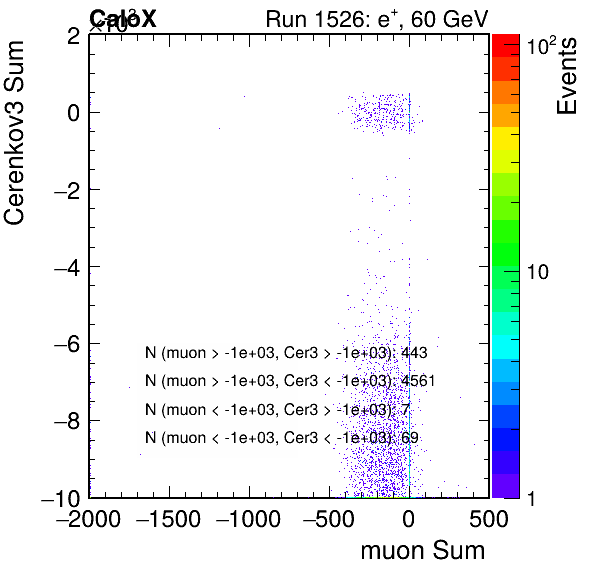 CaloX
×10³
Run 1526: e⁺, 60 GeV
Cerenkov3 Sum
2
0
−2
−4
−6
−8
−10
N (muon > -1e+03, Cer3 > -1e+03): 443
N (muon > -1e+03, Cer3 < -1e+03): 4561
N (muon < -1e+03, Cer3 > -1e+03): 7
N (muon < -1e+03, Cer3 < -1e+03): 69
−2000 −1500 −1000 −500 0 500
muon Sum
10²
10
1
Events